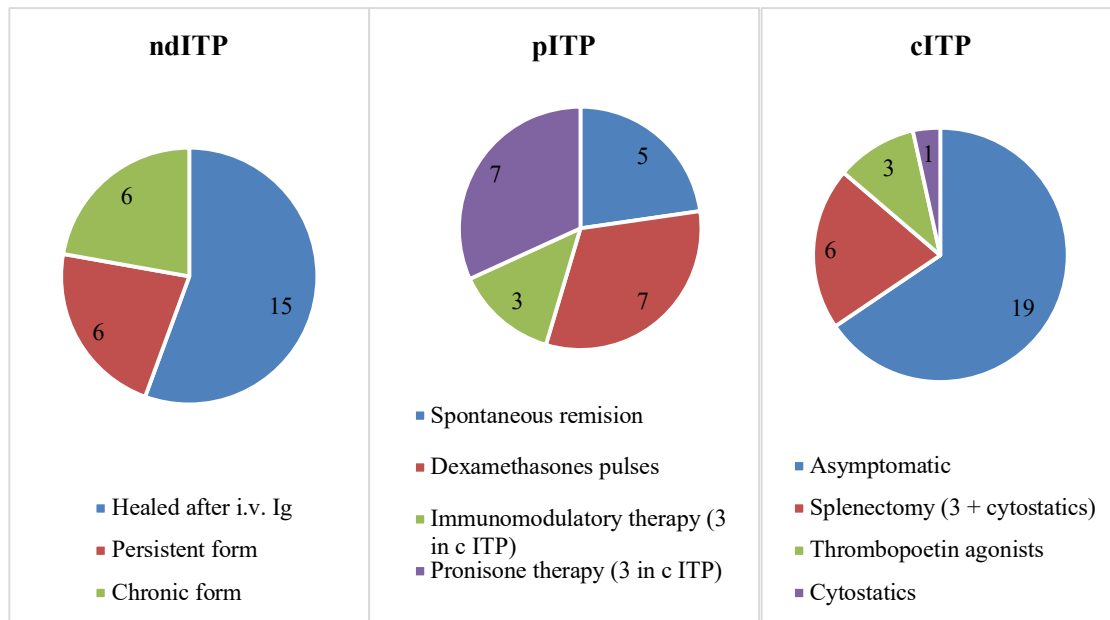 ndITP
15
6
6
Healed after i.v. Ig
Persistent form
Chronic form
pITP
5
7
3
7
Spontaneous remision
Dexamethasones pulses
Immunomodulatory therapy (3
in c ITP)
Pronisone therapy (3 in c ITP)
cITP
19
6
3
1
Asymptomatic
Splenectomy (3 + cytostatics)
Thrombopoetin agonists
Cytostatics